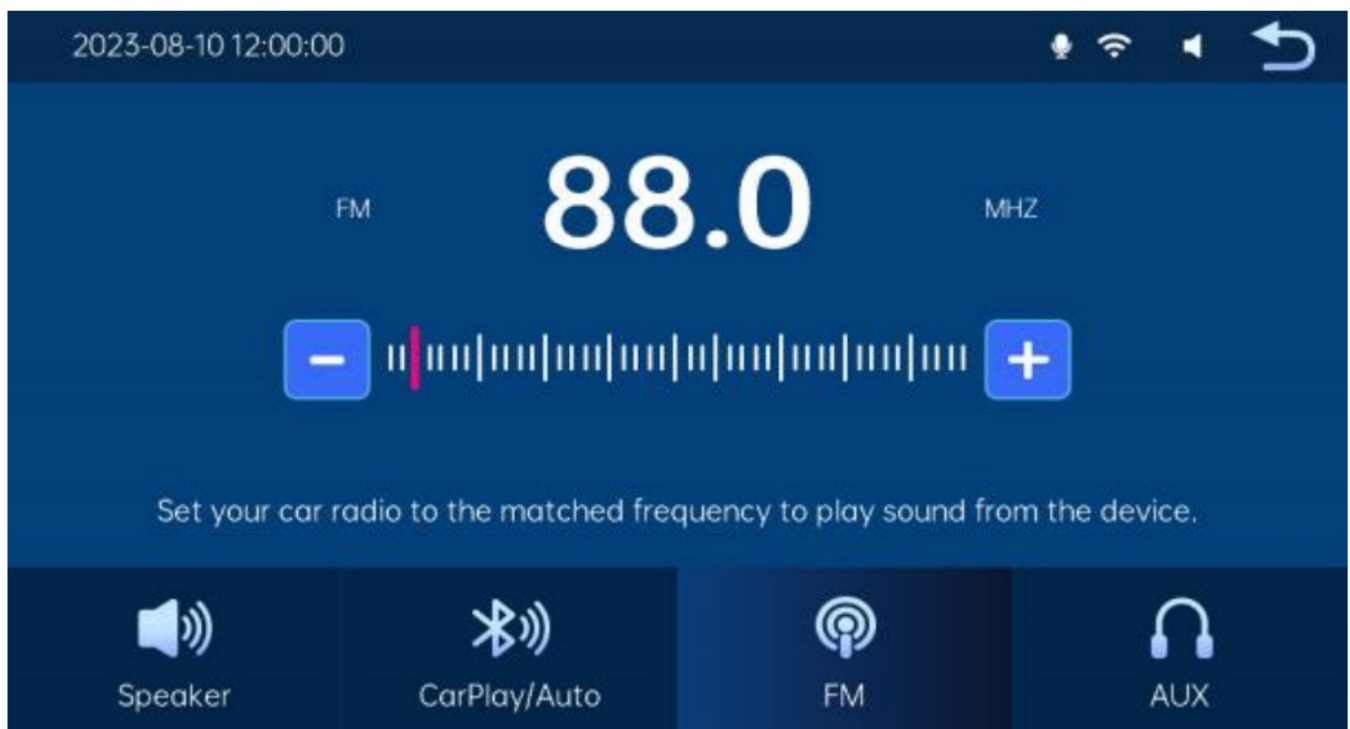 2023-08-10 12:00:00
FM 88.0 MHZ
Set your car radio to the matched frequency to play sound from the device.
Speaker CarPlay/Auto FM AUX